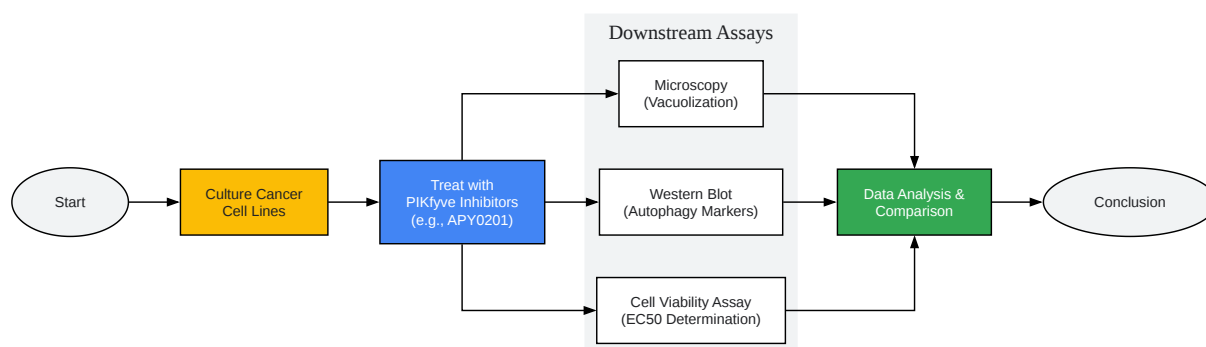 Downstream Assays
Microscopy
(Vacuolization)
Start
Culture Cancer
Cell Lines
Treat with
PIKfyve Inhibitors
(e.g., APY0201)
Western Blot
(Autophagy Markers)
Data Analysis &
Comparison
Conclusion
Cell Viability Assay
(EC50 Determination)